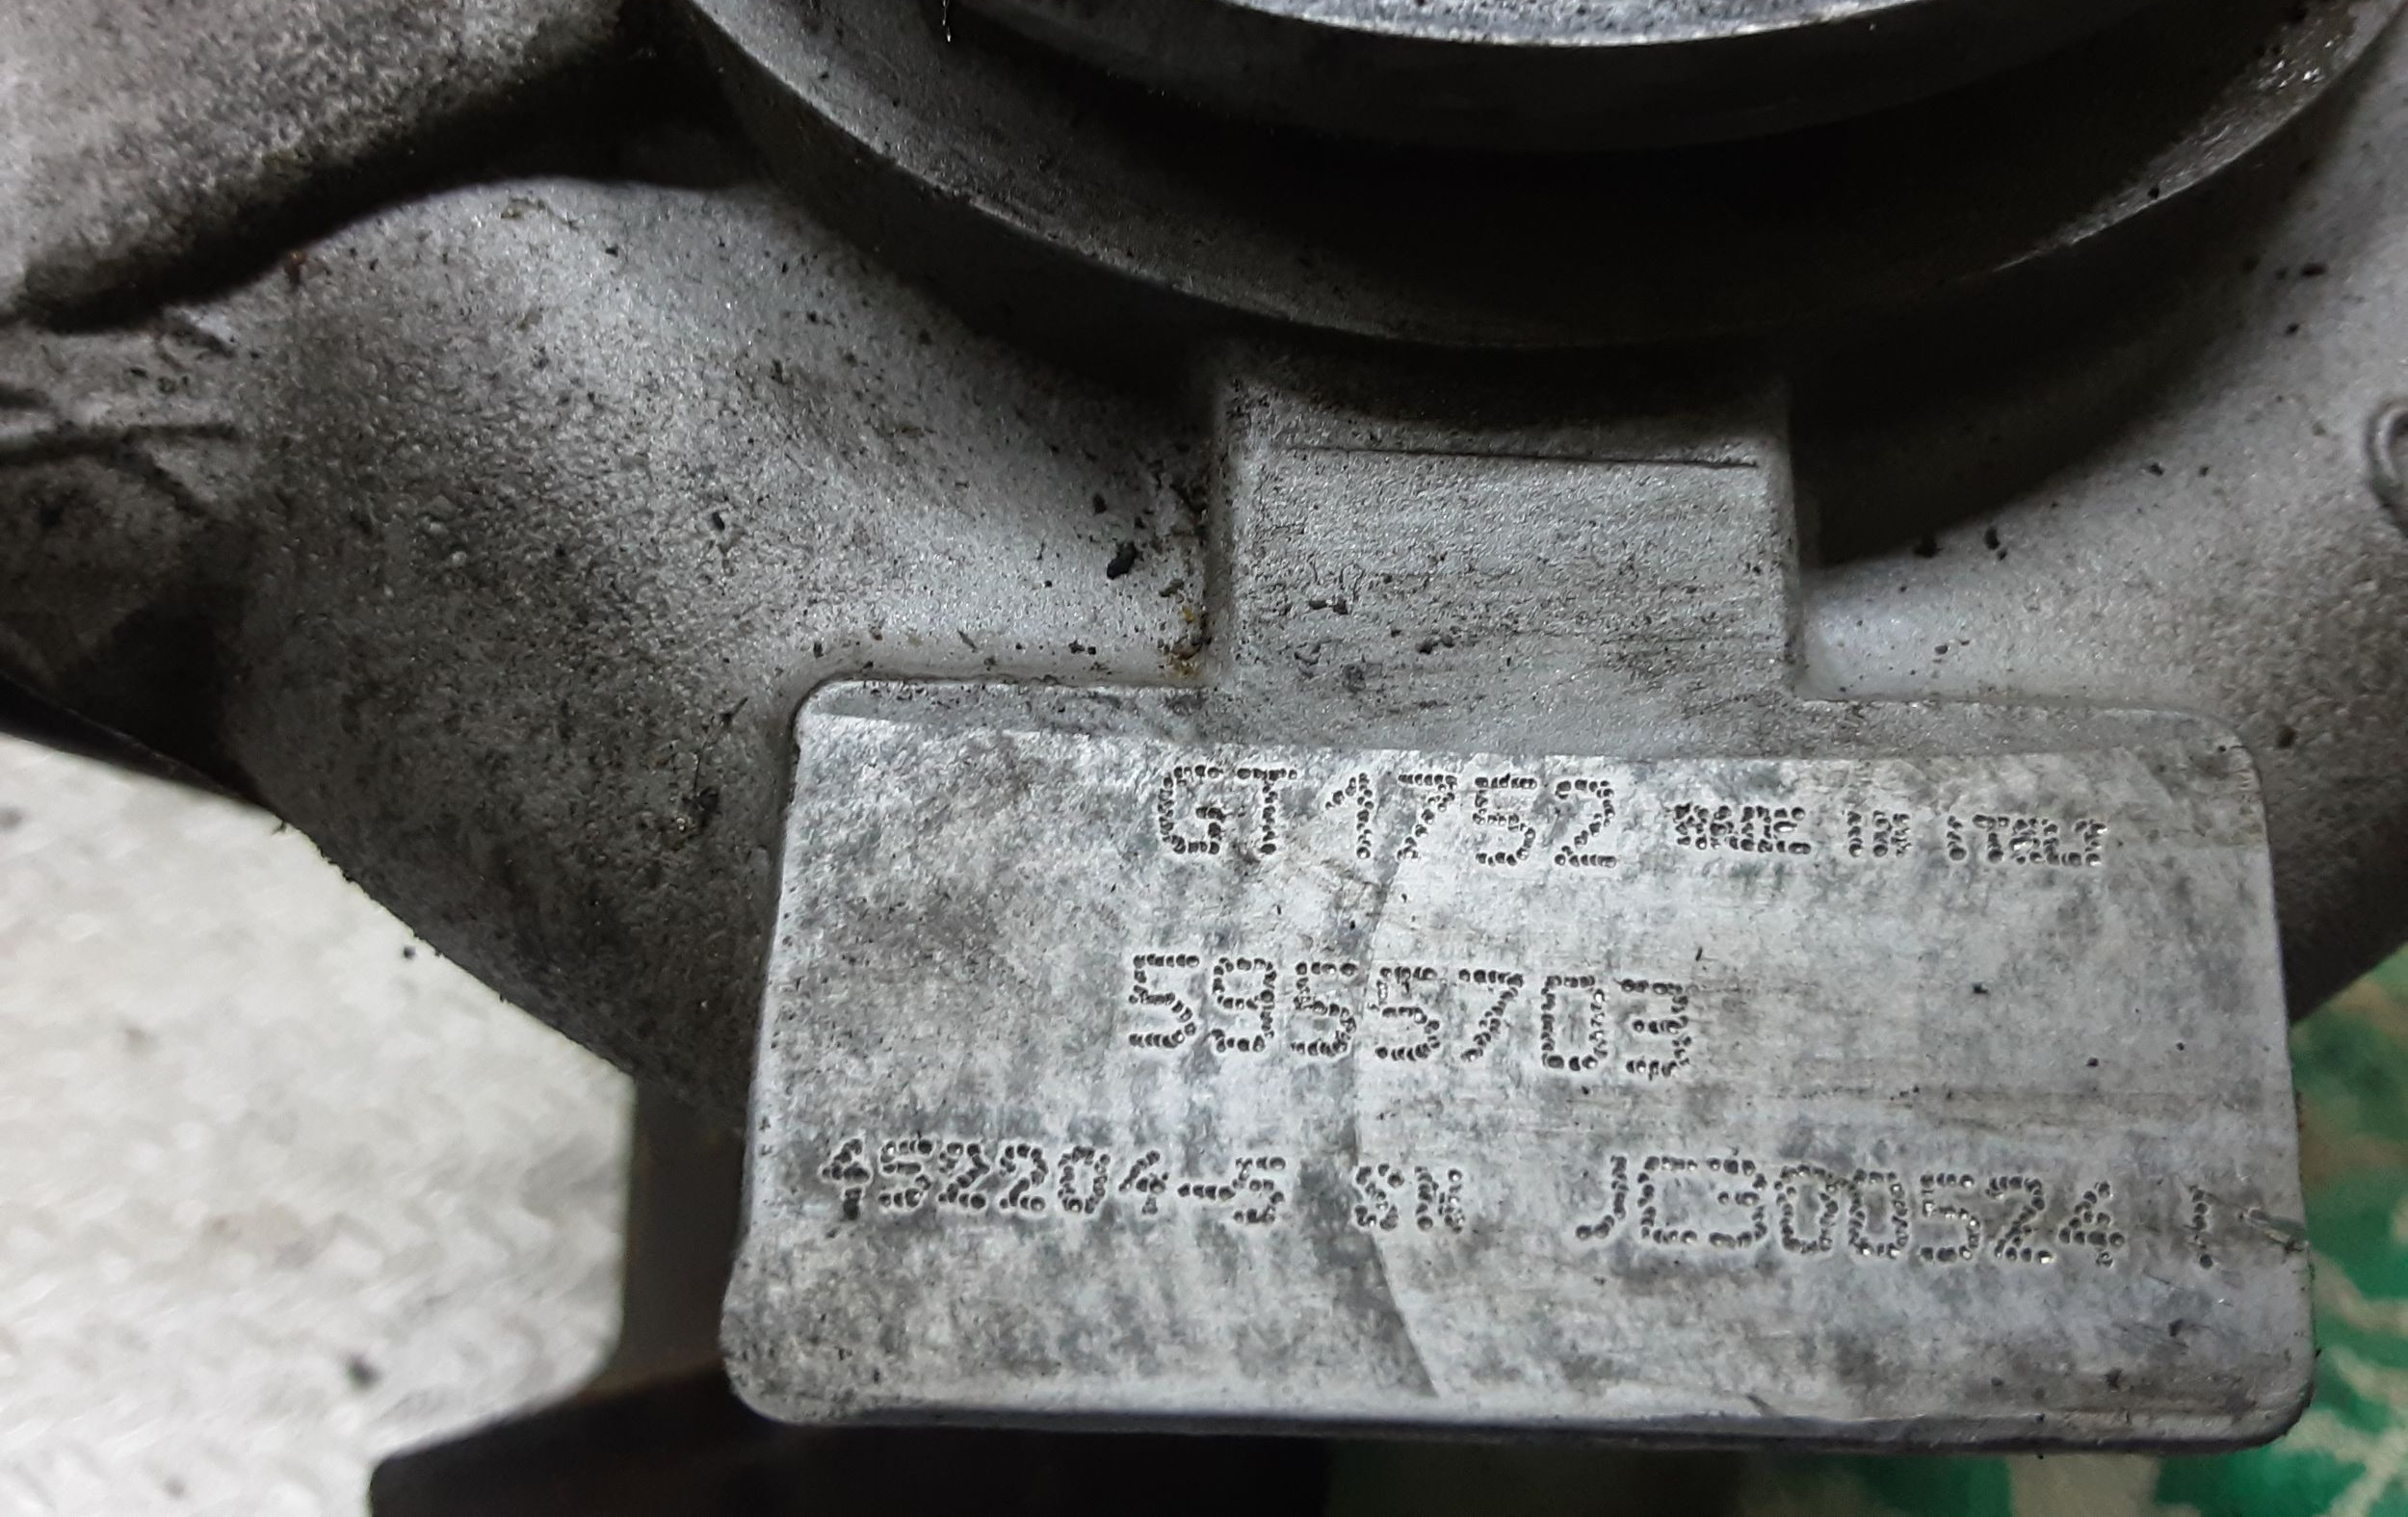 GT1752 MADE IN ITALY
5955703
452204-5 SN JC300524